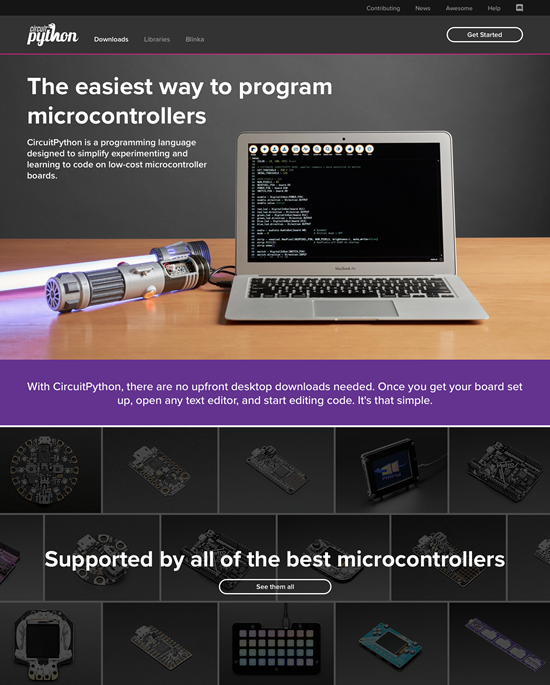 Contributing News Awesome Help
circuit
python
Downloads Libraries Blinka
Get Started
The easiest way to program
microcontrollers
CircuitPython is a programming language
designed to simplify experimenting and
learning to code on low-cost microcontroller
boards.
MacBook Air
With CircuitPython, there are no upfront desktop downloads needed. Once you get your board set
up, open any text editor, and start editing code. It's that simple.
Supported by all of the best microcontrollers
See them all